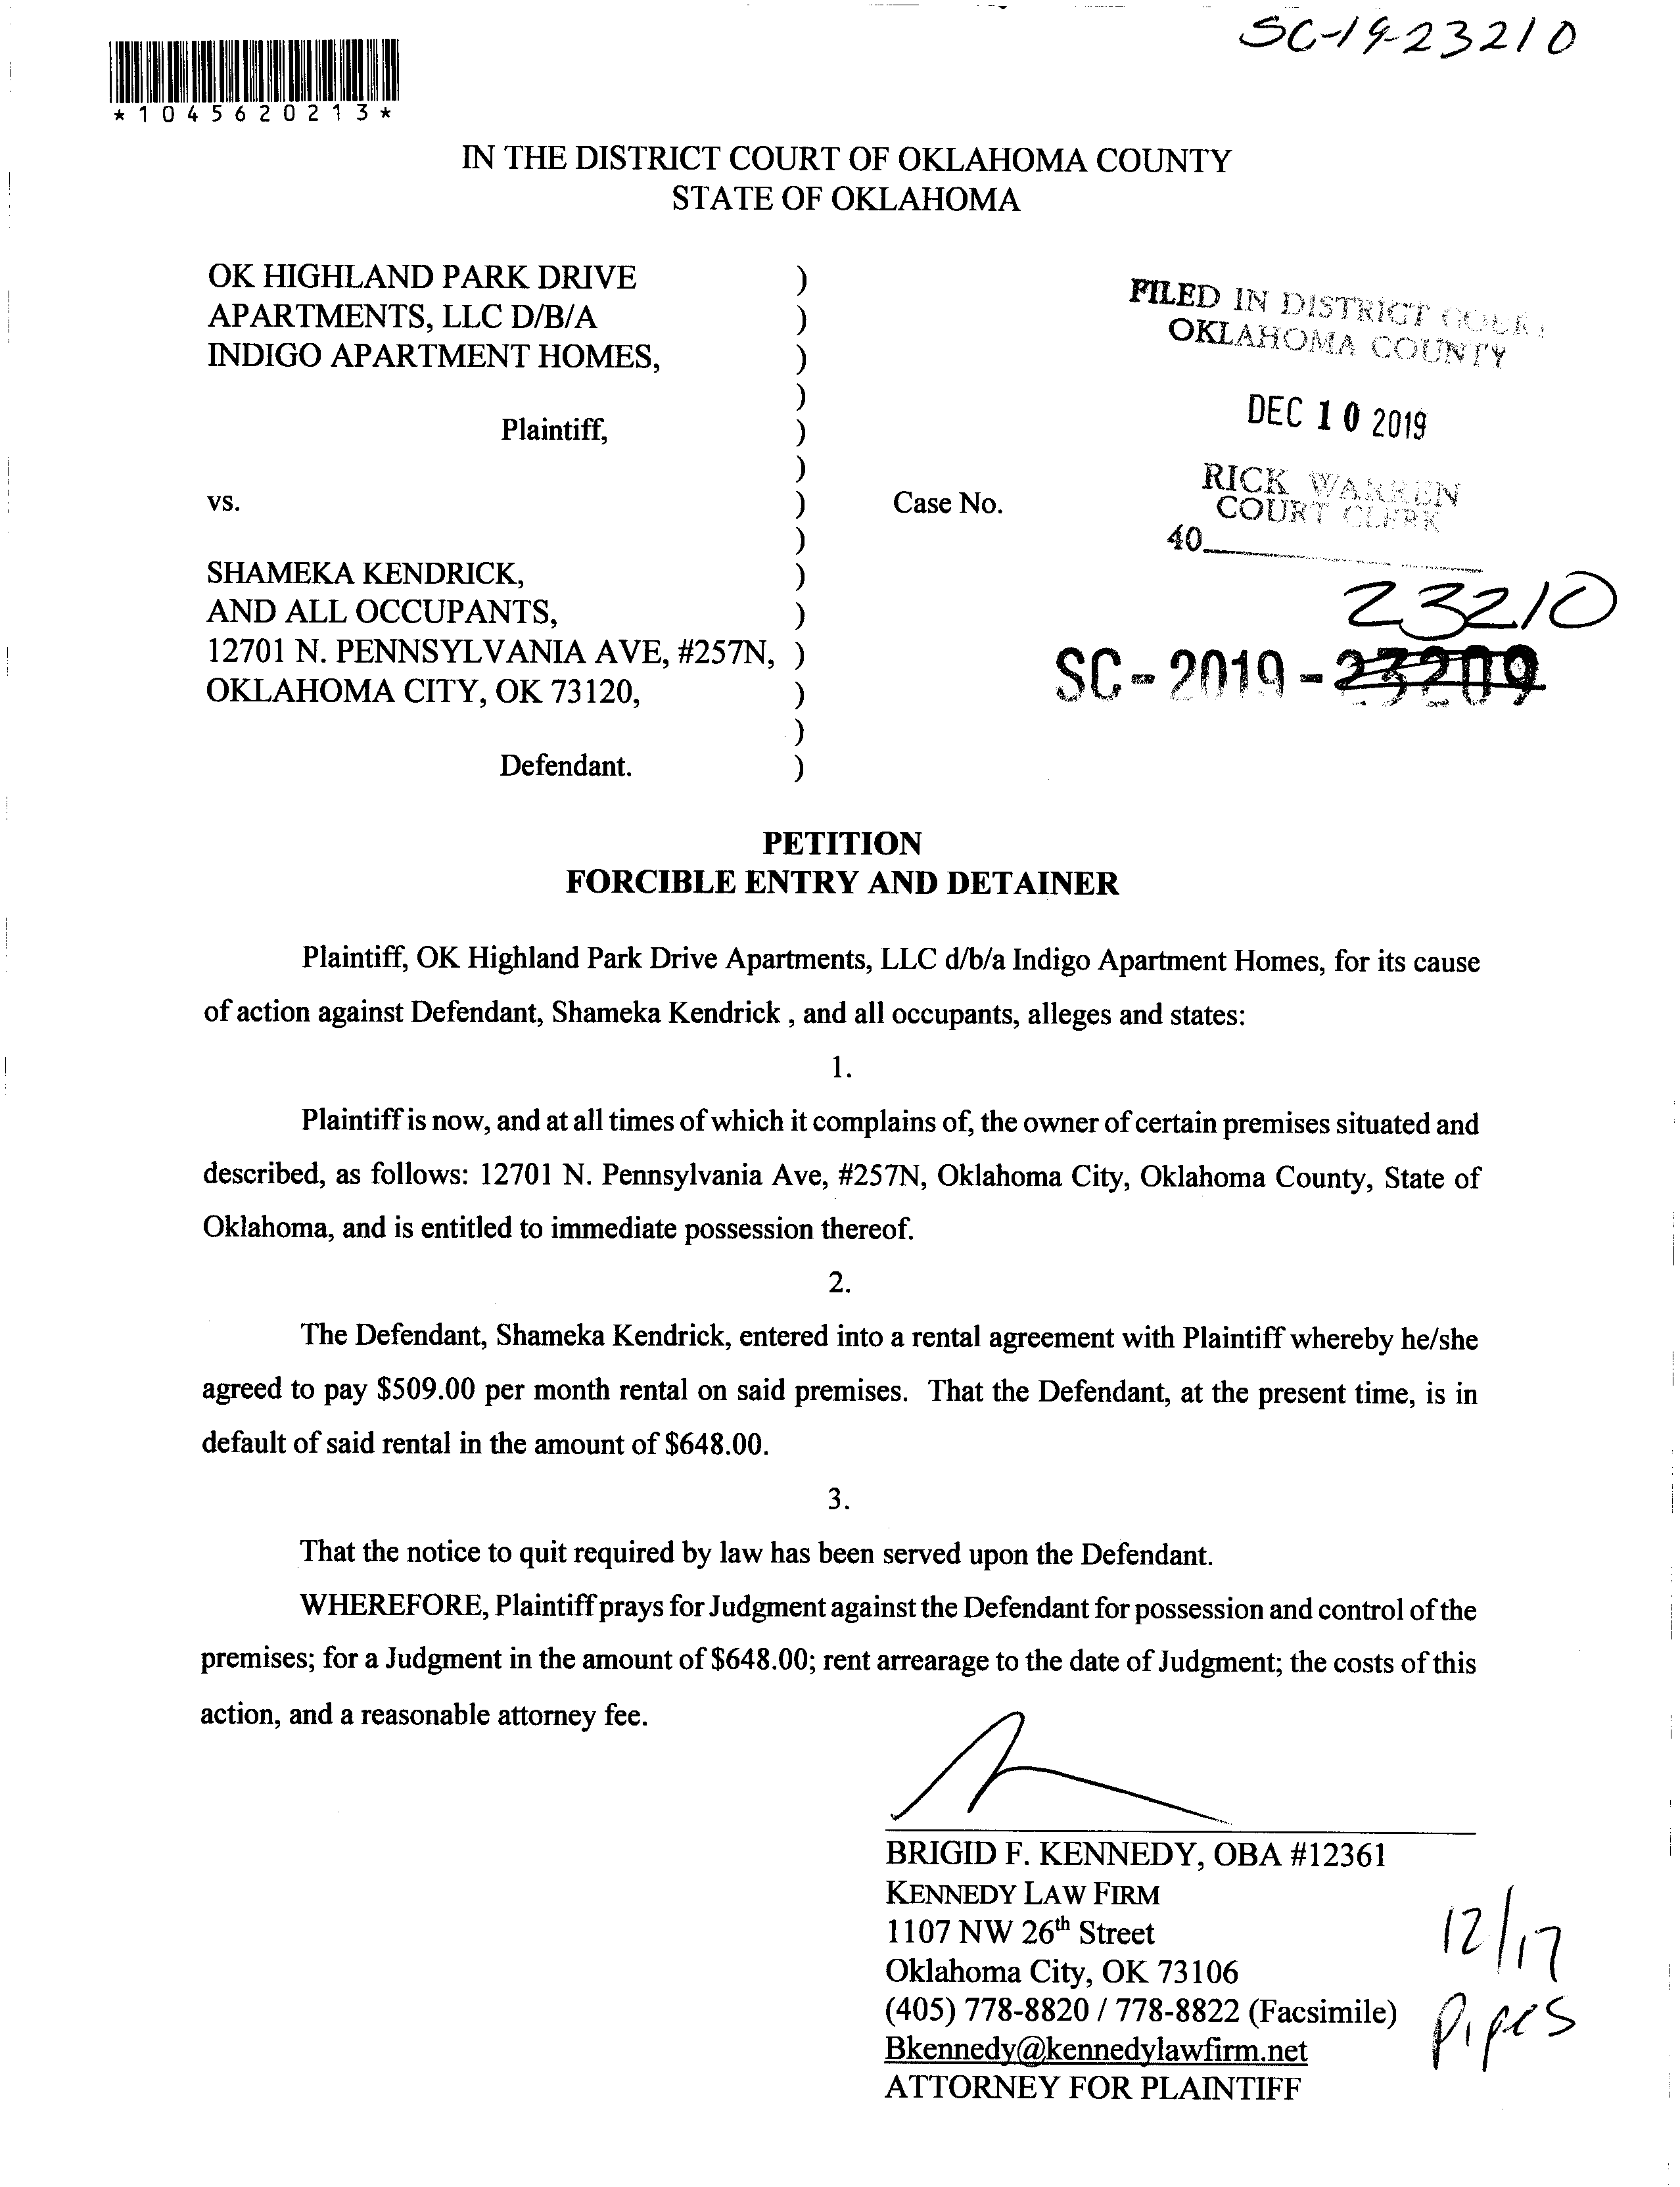 SC-19-23210
*1045620213*
IN THE DISTRICT COURT OF OKLAHOMA COUNTY
STATE OF OKLAHOMA
OK HIGHLAND PARK DRIVE )
APARTMENTS, LLC D/B/A )
INDIGO APARTMENT HOMES, )
)
Plaintiff, )
)
vs. ) Case No.
)
SHAMEKA KENDRICK, )
AND ALL OCCUPANTS, )
12701 N. PENNSYLVANIA AVE, #257N, )
OKLAHOMA CITY, OK 73120, )
)
Defendant. )
FILED IN DISTRICT COURT
OKLAHOMA COUNTY
DEC 10 2019
RICK WARREN
COURT CLERK
40
23210
SC-2019-23209
PETITION
FORCIBLE ENTRY AND DETAINER
Plaintiff, OK Highland Park Drive Apartments, LLC d/b/a Indigo Apartment Homes, for its cause
of action against Defendant, Shameka Kendrick , and all occupants, alleges and states:
1.
Plaintiff is now, and at all times of which it complains of, the owner of certain premises situated and
described, as follows: 12701 N. Pennsylvania Ave, #257N, Oklahoma City, Oklahoma County, State of
Oklahoma, and is entitled to immediate possession thereof.
2.
The Defendant, Shameka Kendrick, entered into a rental agreement with Plaintiff whereby he/she
agreed to pay $509.00 per month rental on said premises. That the Defendant, at the present time, is in
default of said rental in the amount of $648.00.
3.
That the notice to quit required by law has been served upon the Defendant.
WHEREFORE, Plaintiff prays for Judgment against the Defendant for possession and control of the
premises; for a Judgment in the amount of $648.00; rent arrearage to the date of Judgment; the costs of this
action, and a reasonable attorney fee.
BRIGID F. KENNEDY, OBA #12361
KENNEDY LAW FIRM
1107 NW 26th Street
Oklahoma City, OK 73106
(405) 778-8820 / 778-8822 (Facsimile)
Bkennedy@kennedylawfirm.net
ATTORNEY FOR PLAINTIFF
12/17
Pipes